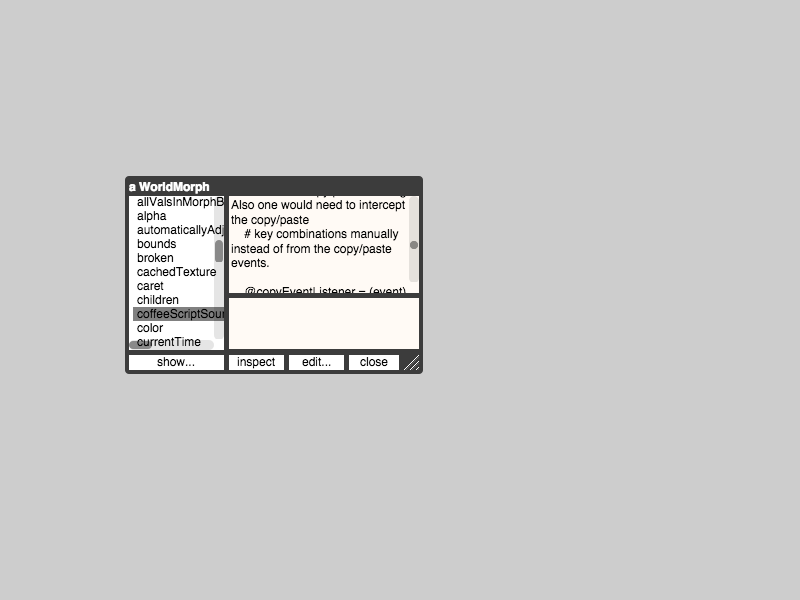 a WorldMorph
allValsInMorphB
alpha
automaticallyAdj
bounds
broken
cachedTexture
caret
children
coffeeScriptSour
color
currentTime
Also one would need to intercept
the copy/paste
# key combinations manually
instead of from the copy/paste
events.
@copyEventListener = (event)
show...
inspect
edit...
close